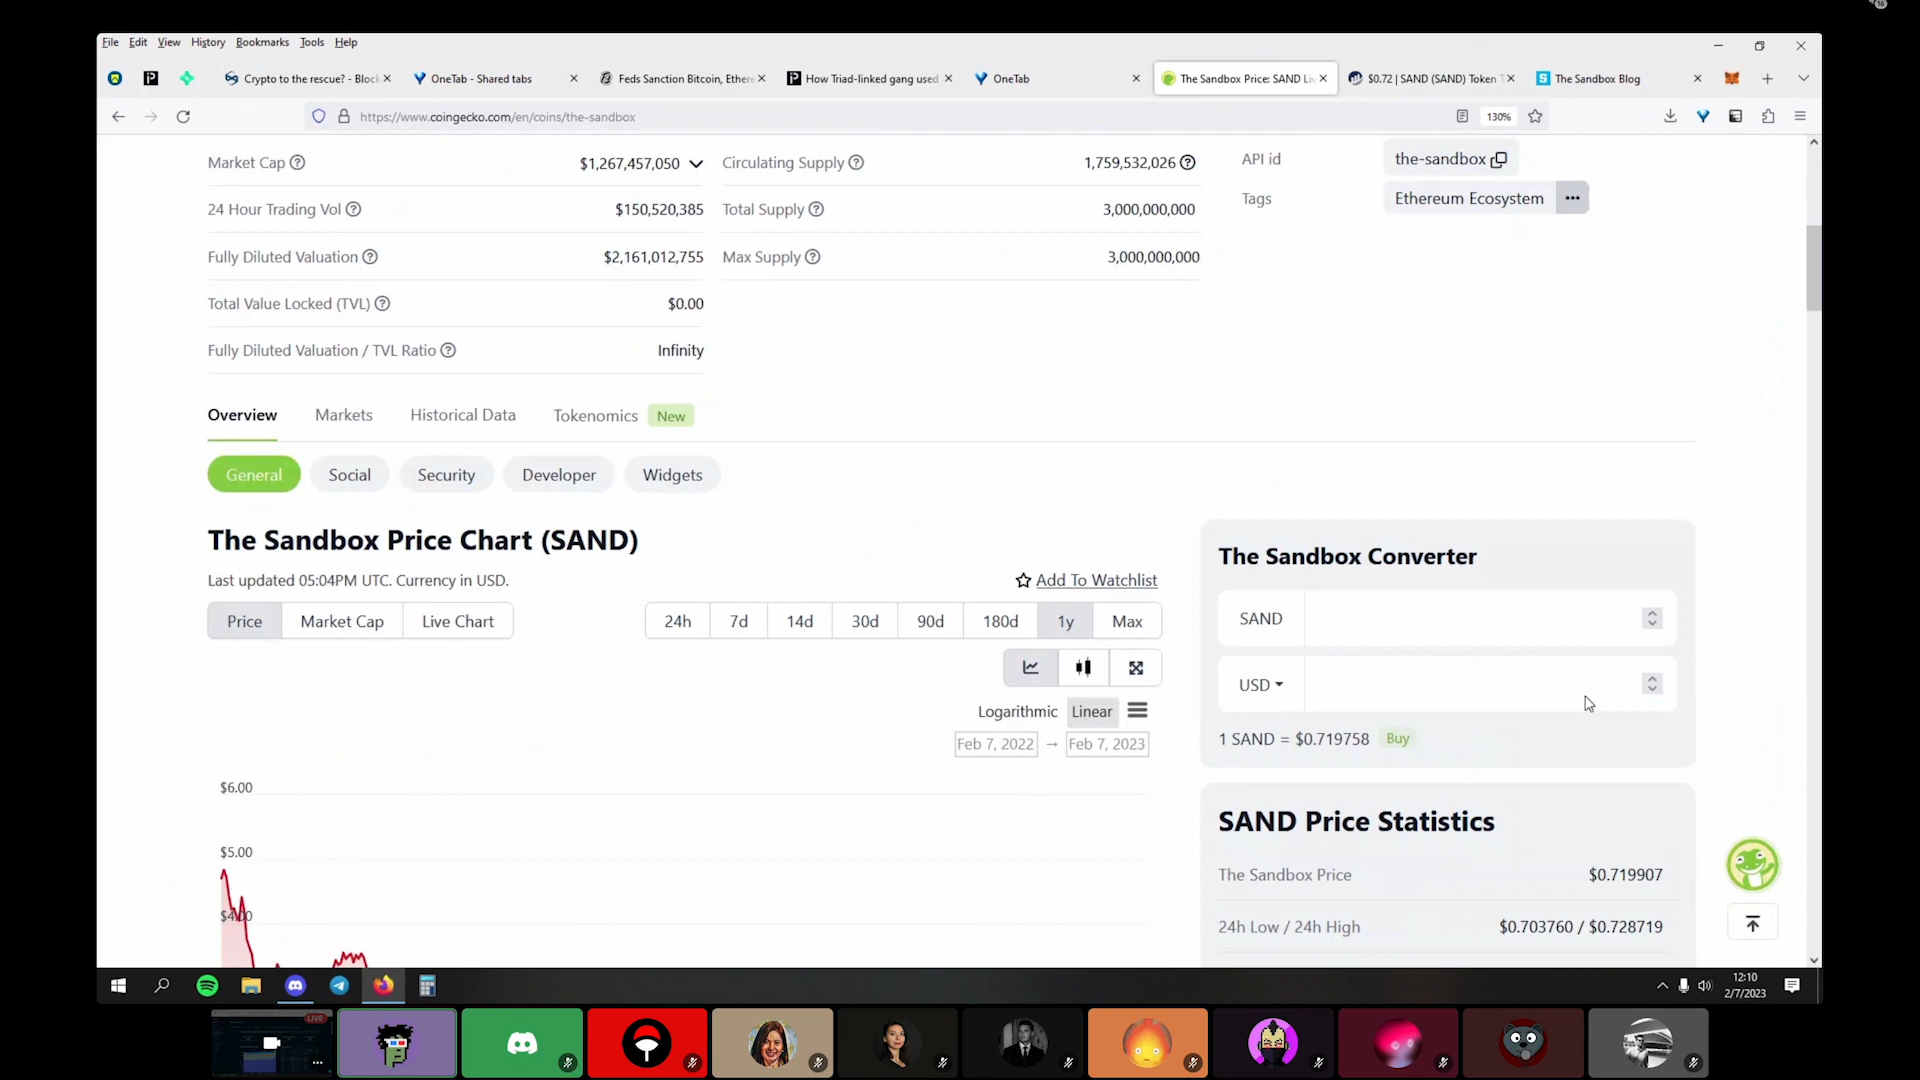 16
File Edit View History Bookmarks Tools Help
Crypto to the rescue? - Block
OneTab - Shared tabs
Feds Sanction Bitcoin, Ethere
How Triad-linked gang used
OneTab
The Sandbox Price: SAND Li
$0.72 | SAND (SAND) Token T
The Sandbox Blog
https://www.coingecko.com/en/coins/the-sandbox
130%
Market Cap $1,267,457,050
Circulating Supply 1,759,532,026
API id the-sandbox
24 Hour Trading Vol $150,520,385
Total Supply 3,000,000,000
Tags Ethereum Ecosystem
Fully Diluted Valuation $2,161,012,755
Max Supply 3,000,000,000
Total Value Locked (TVL) $0.00
Fully Diluted Valuation / TVL Ratio Infinity
Overview Markets Historical Data Tokenomics New
General Social Security Developer Widgets
The Sandbox Price Chart (SAND)
Last updated 05:04PM UTC. Currency in USD.
Add To Watchlist
Price Market Cap Live Chart
24h 7d 14d 30d 90d 180d 1y Max
Logarithmic Linear
Feb 7, 2022 → Feb 7, 2023
$6.00
$5.00
$4.00
The Sandbox Converter
SAND
USD
1 SAND = $0.719758 Buy
SAND Price Statistics
The Sandbox Price $0.719907
24h Low / 24h High $0.703760 / $0.728719
12:10
2/7/2023
LIVE